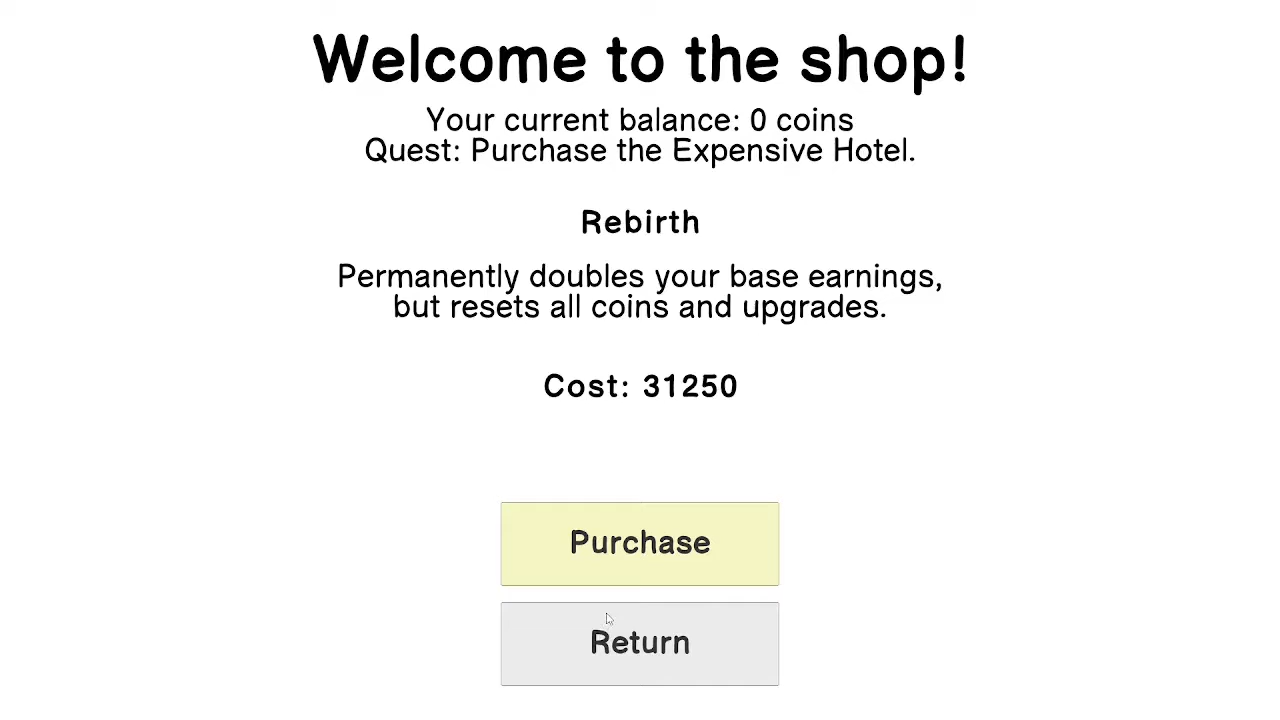 Welcome to the shop!
Your current balance: 0 coins
Quest: Purchase the Expensive Hotel.
Rebirth
Permanently doubles your base earnings,
but resets all coins and upgrades.
Cost: 31250
Purchase
Return